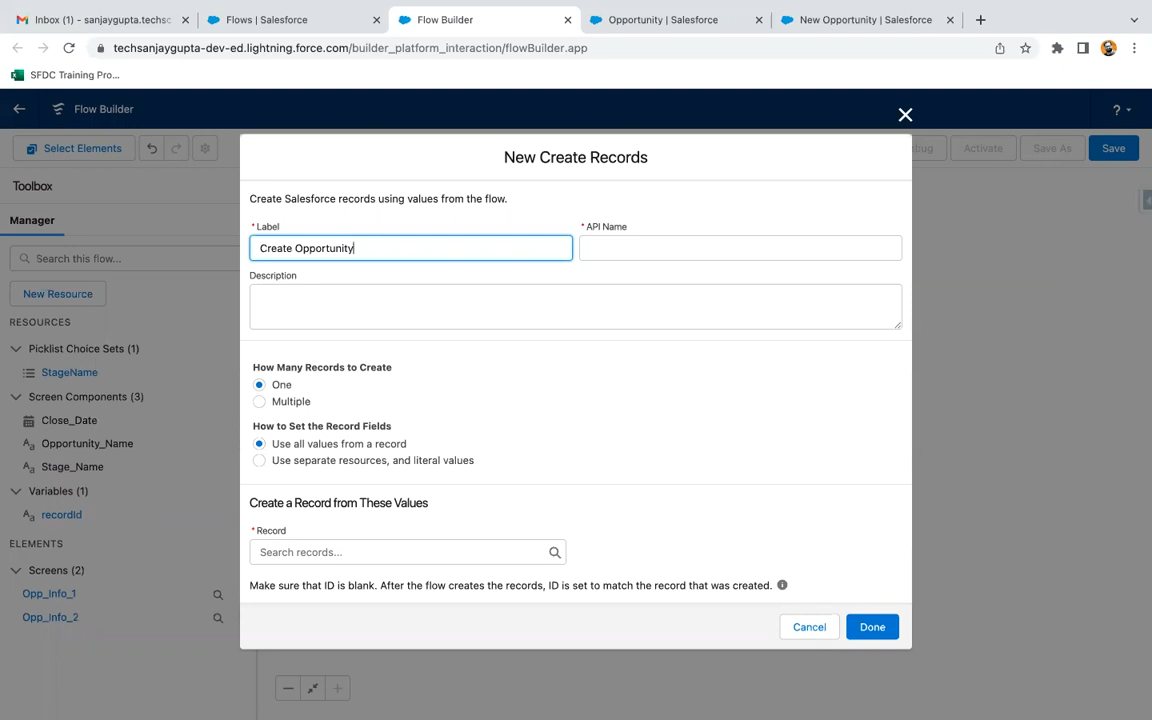 Inbox (1) - sanjaygupta.techsc
Flows | Salesforce
Flow Builder
Opportunity | Salesforce
New Opportunity | Salesforce
techsanjaygupta-dev-ed.lightning.force.com/builder_platform_interaction/flowBuilder.app
SFDC Training Pro...
Flow Builder
?
Select Elements
Activate
Save As
Save
Toolbox
Manager
Search this flow...
New Resource
RESOURCES
Picklist Choice Sets (1)
StageName
Screen Components (3)
Close_Date
Opportunity_Name
Stage_Name
Variables (1)
recordId
ELEMENTS
Screens (2)
Opp_Info_1
Opp_Info_2
New Create Records
Create Salesforce records using values from the flow.
* Label
* API Name
Create Opportunity
Description
How Many Records to Create
One
Multiple
How to Set the Record Fields
Use all values from a record
Use separate resources, and literal values
Create a Record from These Values
* Record
Search records...
Make sure that ID is blank. After the flow creates the records, ID is set to match the record that was created.
Cancel
Done